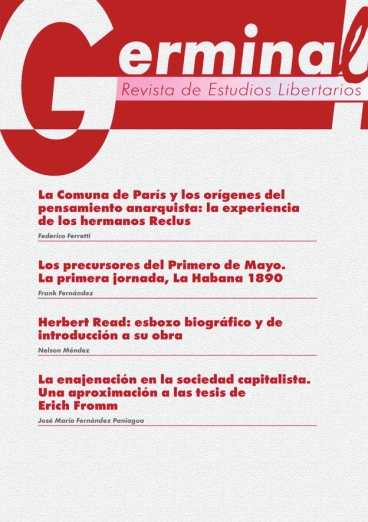 Germinal
Revista de Estudios Libertarios
La Comuna de París y los orígenes del
pensamiento anarquista: la experiencia
de los hermanos Reclus
Federico Ferretti
Los precursores del Primero de Mayo.
La primera jornada, La Habana 1890
Frank Fernández
Herbert Read: esbozo biográfico y de
introducción a su obra
Nelson Méndez
La enajenación en la sociedad capitalista.
Una aproximación a las tesis de
Erich Fromm
José María Fernández Paniagua